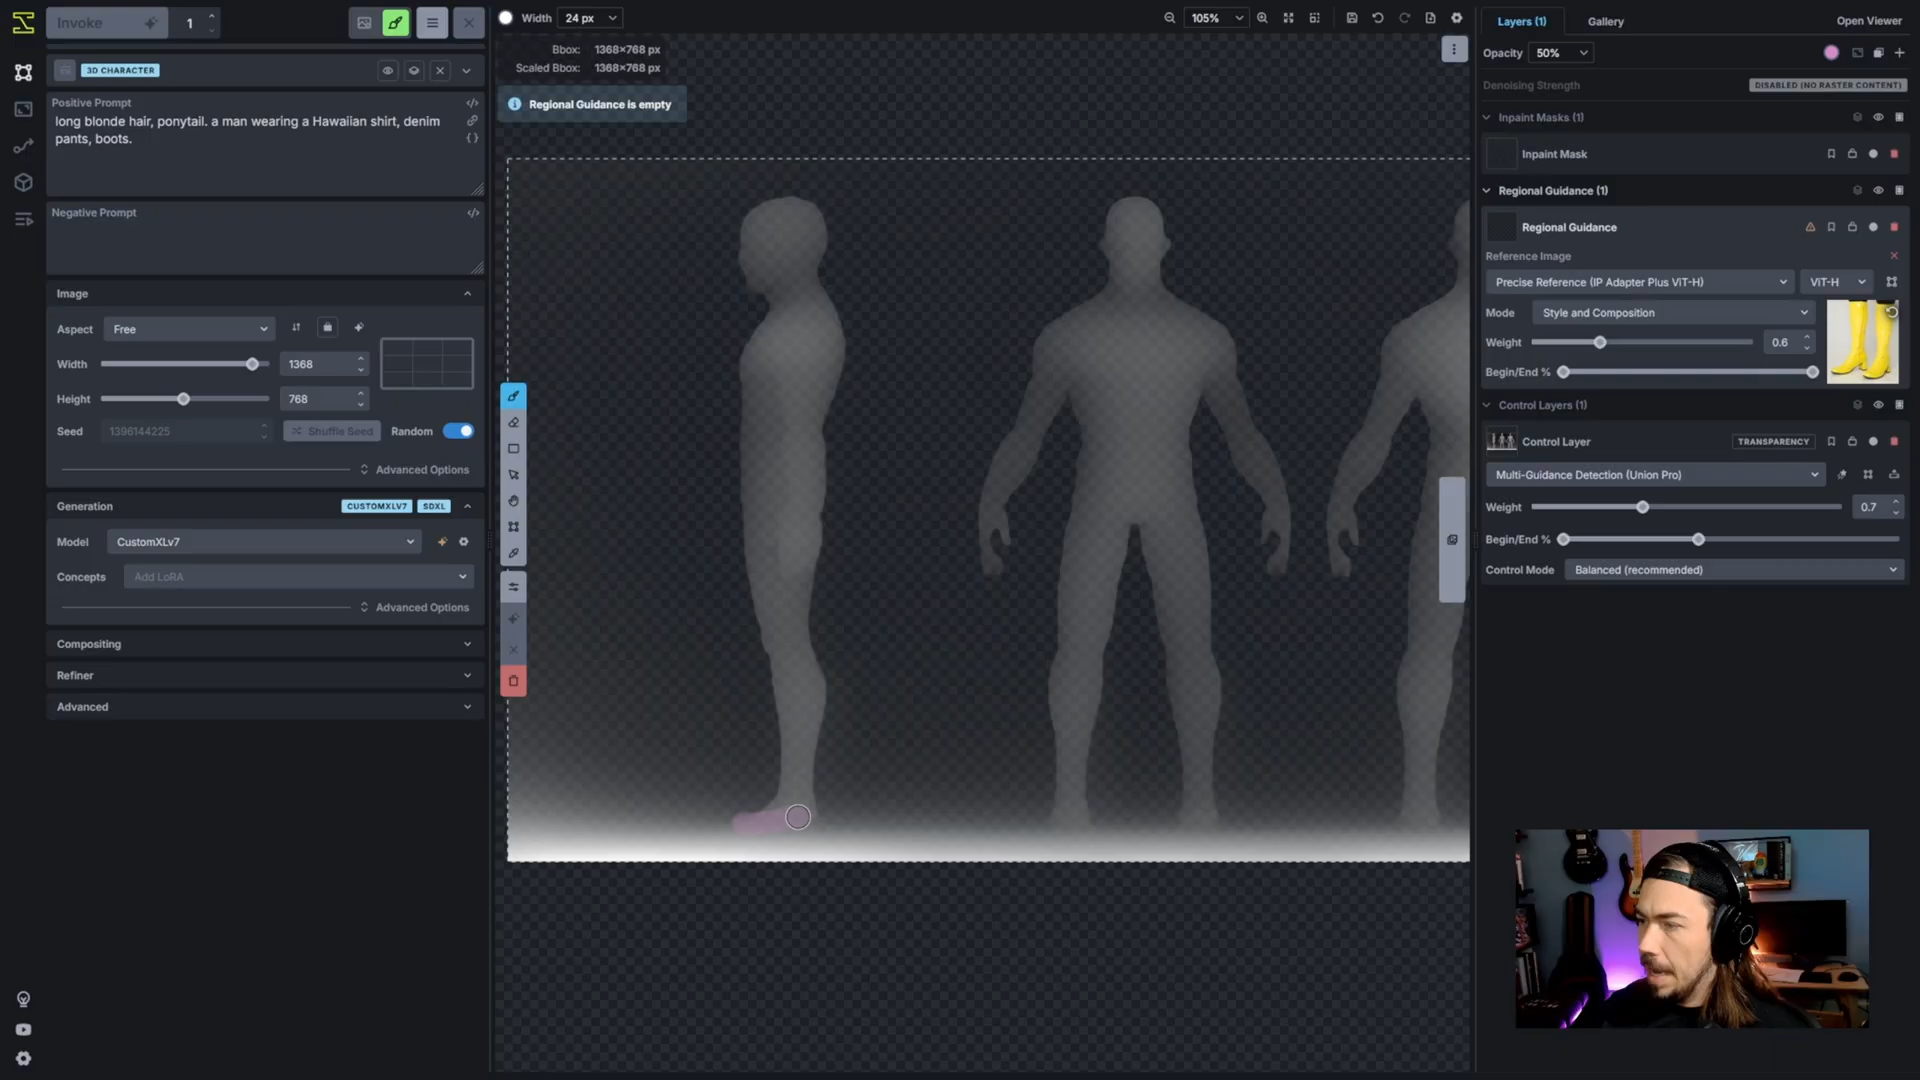 Invoke
1
Width
24 px
105%
Layers (1)
Gallery
Open Viewer
Bbox: 1368×768 px
Scaled Bbox: 1368×768 px
Opacity
50%
3D CHARACTER
Denoising Strength
DISABLED (NO RASTER CONTENT)
Positive Prompt
long blonde hair, ponytail. a man wearing a Hawaiian shirt, denim
pants, boots.
Regional Guidance is empty
Inpaint Masks (1)
Inpaint Mask
Regional Guidance (1)
Negative Prompt
Regional Guidance
Reference Image
Precise Reference (IP Adapter Plus ViT-H)
ViT-H
Image
Mode
Style and Composition
Aspect
Free
Weight
0.6
Width
1368
Begin/End %
Height
768
Control Layers (1)
Seed
1396144225
Shuffle Seed
Random
Control Layer
TRANSPARENCY
Advanced Options
Multi-Guidance Detection (Union Pro)
Generation
CUSTOMXLV7
SDXL
Weight
0.7
Model
CustomXLv7
Begin/End %
Concepts
Add LoRA
Control Mode
Balanced (recommended)
Advanced Options
Compositing
Refiner
Advanced